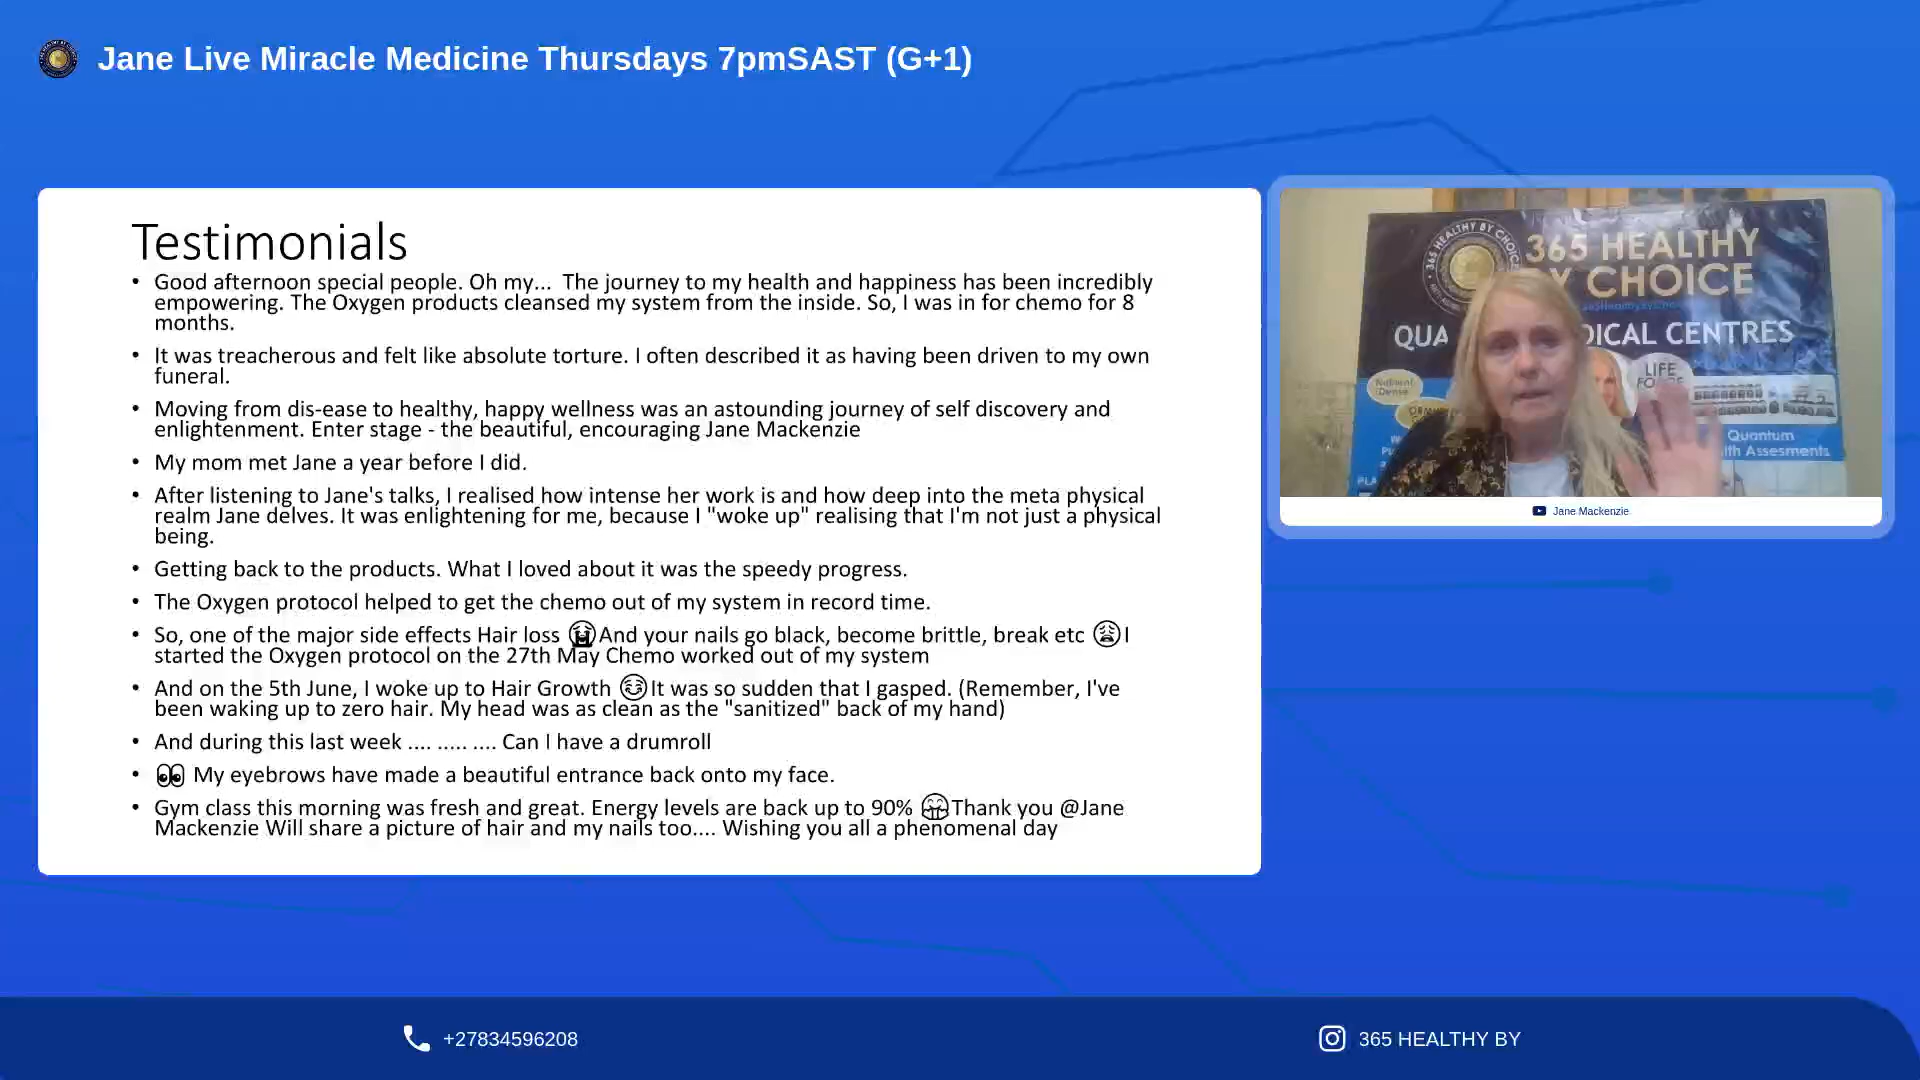 Jane Live Miracle Medicine Thursdays 7pmSAST (G+1)
Testimonials
• Good afternoon special people. Oh my... The journey to my health and happiness has been incredibly
empowering. The Oxygen products cleansed my system from the inside. So, I was in for chemo for 8
months.
• It was treacherous and felt like absolute torture. I often described it as having been driven to my own
funeral.
• Moving from dis-ease to healthy, happy wellness was an astounding journey of self discovery and
enlightenment. Enter stage - the beautiful, encouraging Jane Mackenzie
• My mom met Jane a year before I did.
• After listening to Jane's talks, I realised how intense her work is and how deep into the meta physical
realm Jane delves. It was enlightening for me, because I "woke up" realising that I'm not just a physical
being.
• Getting back to the products. What I loved about it was the speedy progress.
• The Oxygen protocol helped to get the chemo out of my system in record time.
• So, one of the major side effects Hair loss 😭And your nails go black, become brittle, break etc 😩I
started the Oxygen protocol on the 27th May Chemo worked out of my system
• And on the 5th June, I woke up to Hair Growth 😂It was so sudden that I gasped. (Remember, I've
been waking up to zero hair. My head was as clean as the "sanitized" back of my hand)
• And during this last week .... ..... .... Can I have a drumroll
• 👀 My eyebrows have made a beautiful entrance back onto my face.
• Gym class this morning was fresh and great. Energy levels are back up to 90% 🤗Thank you @Jane
Mackenzie Will share a picture of hair and my nails too.... Wishing you all a phenomenal day
365 HEALTHY BY CHOICE
365 HEALTHY
BY CHOICE
QUA DICAL CENTRES
Nutrient
Dense
LIFE
Quantum
lth Assesments
Jane Mackenzie
+27834596208
365 HEALTHY BY